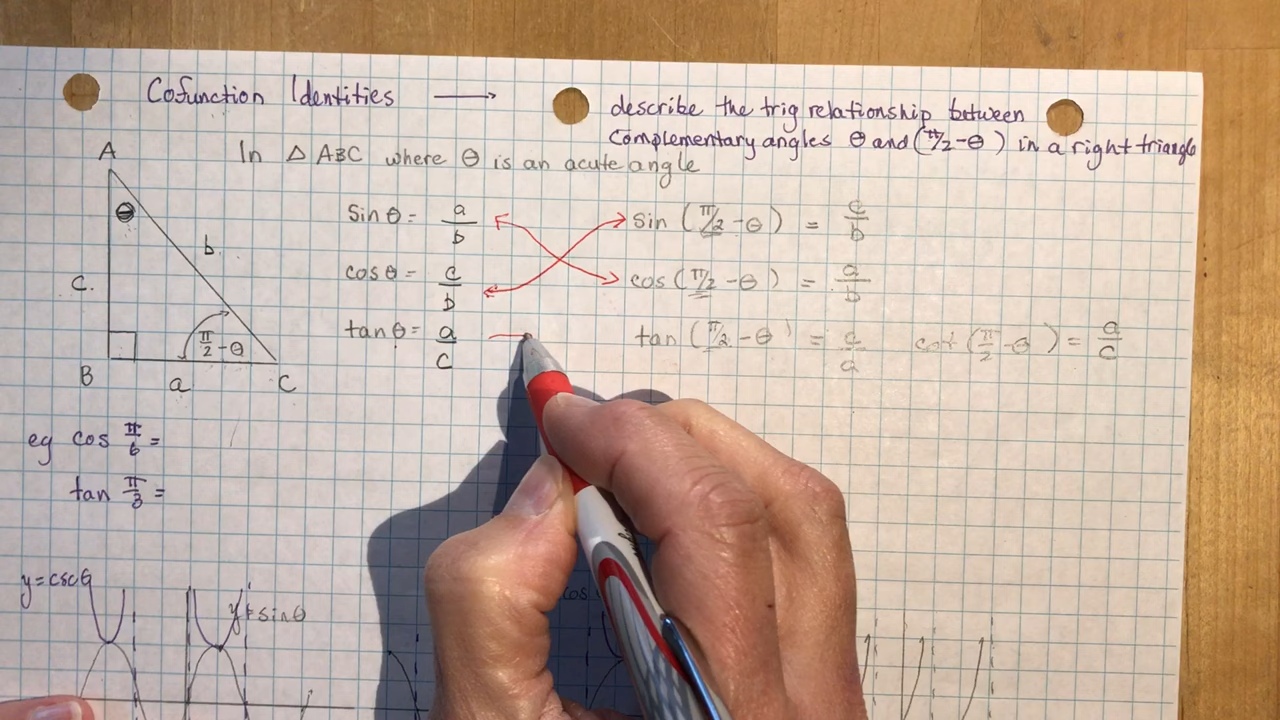 Cofunction Identities → describe the trig relationship between
complementary angles θ and (π/2-θ) in a right triangle
In △ ABC where θ is an acute angle
A
θ
b
c.
π/2 - θ
B
a
C
sin θ = a/b
sin (π/2 - θ) = c/b
cos θ = c/b
cos (π/2 - θ) = a/b
tan θ = a/c
tan (π/2 - θ) = c/a
cot (π/2 - θ) = a/c
eg cos π/6 =
tan π/3 =
y = csc θ
y = sin θ
cos